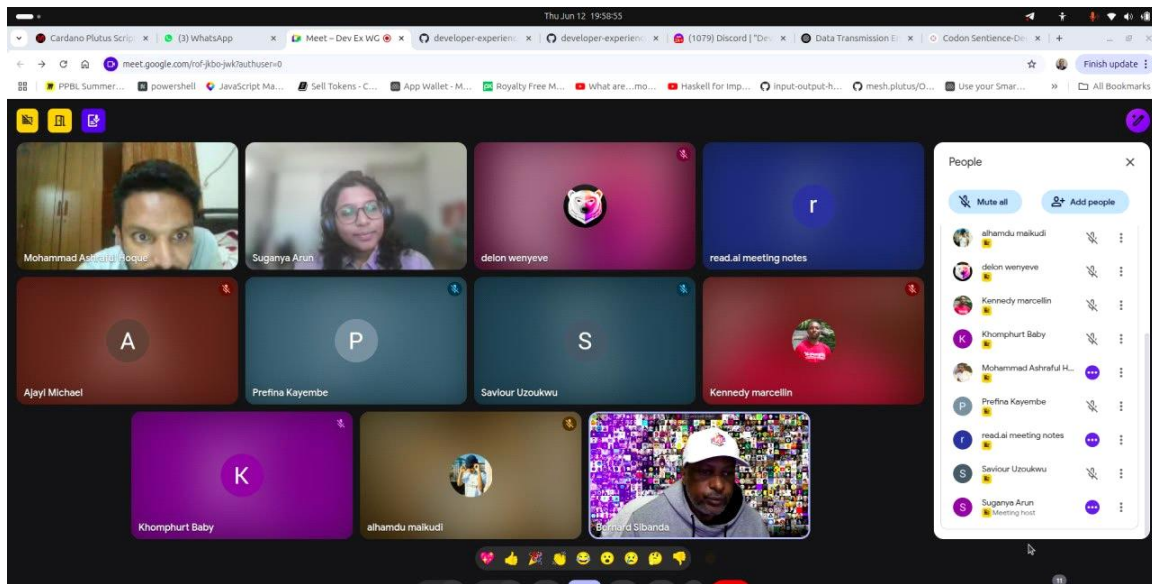 Thu Jun 12 19:58:55
Cardano Plutus Scrip
(3) WhatsApp
Meet – Dev Ex WG
developer-experienc
developer-experienc
(1079) Discord | "Dev
Data Transmission
Codon Sentience-De
meet.google.com/rof-jkbo-jwk?authuser=0
Finish update
PPBL Summer...
powershell
JavaScript Ma...
Sell Tokens - C...
App Wallet - M...
Royalty Free M...
What are...mo...
Haskell for Imp...
input-output-h...
mesh.plutus/O...
Use your Smar...
All Bookmarks
Mohammad Ashraful Hoque
Suganya Arun
delon wenyeve
r
read.ai meeting notes
A
Ajayi Michael
P
Prefina Kayembe
S
Saviour Uzoukwu
Kennedy marcellin
K
Khomphurt Baby
alhamdu maikudi
Bernard Sibanda
People
Mute all
Add people
alhamdu maikudi
delon wenyeve
Kennedy marcellin
K
Khomphurt Baby
Mohammad Ashraful H...
P
Prefina Kayembe
r
read.ai meeting notes
S
Saviour Uzoukwu
S
Suganya Arun
Meeting host
11